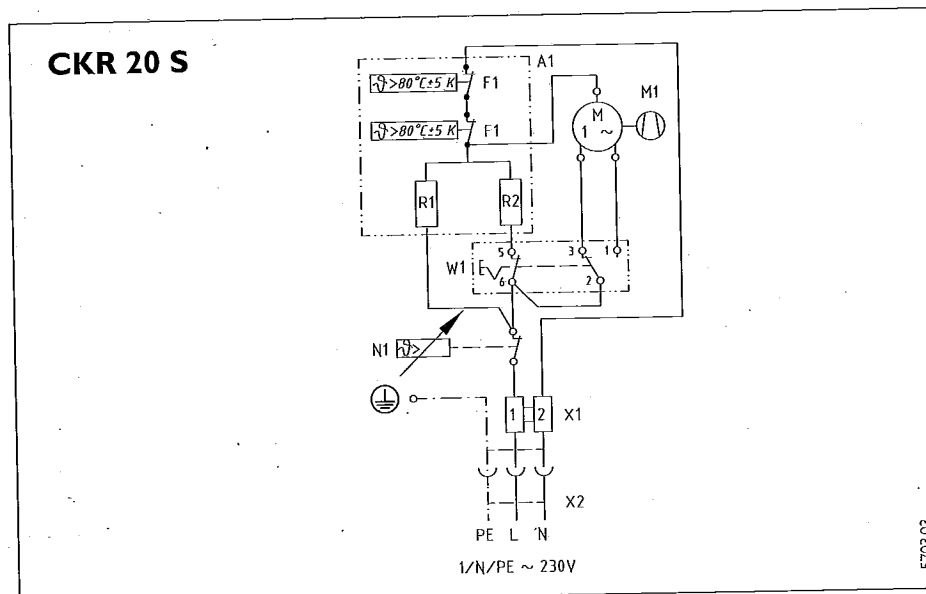 CKR 20 S
A1
ϑ>80°C±5 K
F1
M1
M
1 ~
ϑ>80°C±5 K
F1
R1
R2
5
3
1
W1
E
6
2
N1
ϑ>
1
2
X1
X2
PE L N
1/N/PE ~ 230V